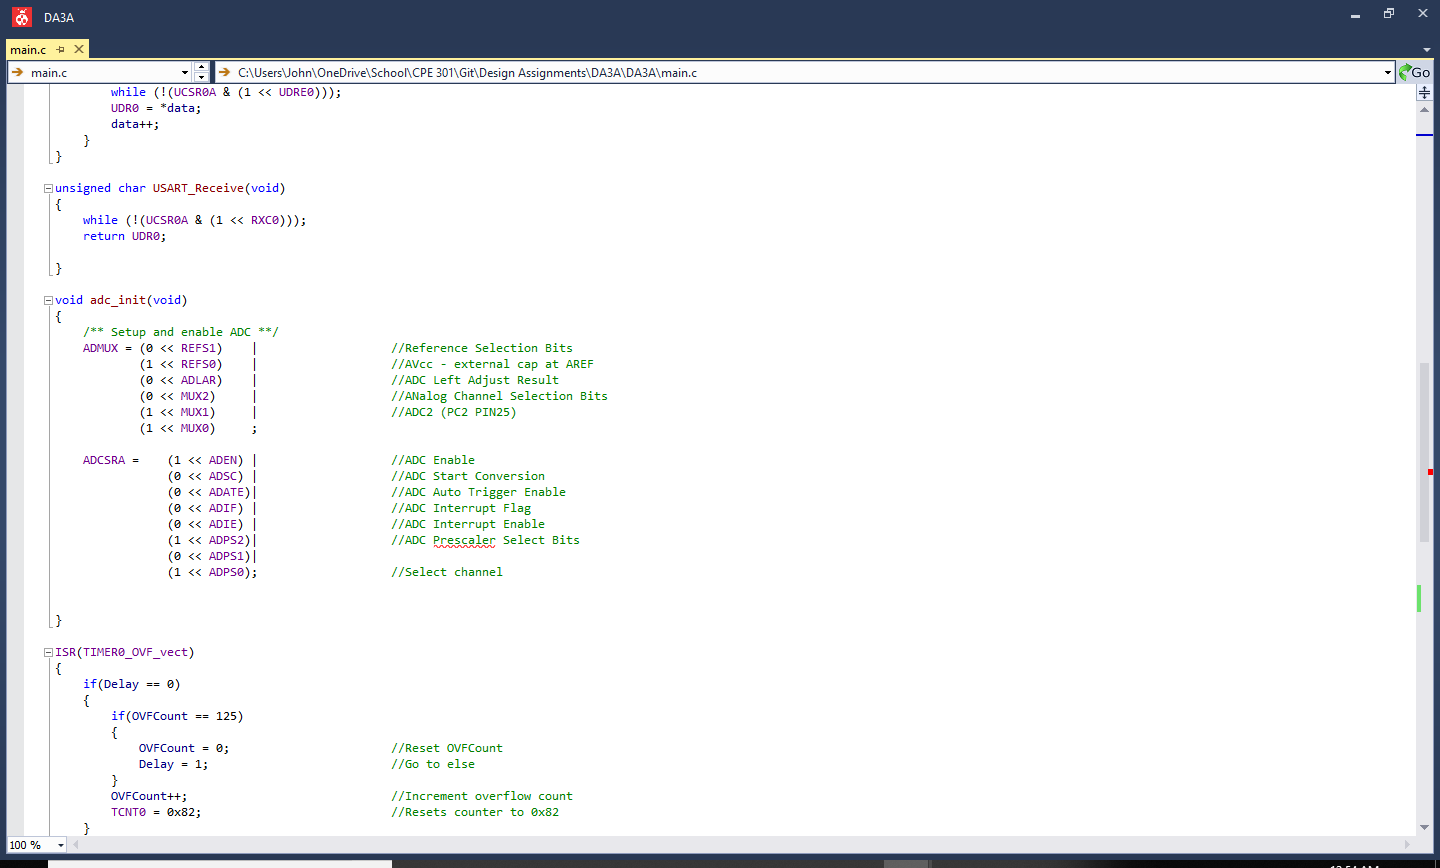 DA3A
main.c
main.c
C:\Users\John\OneDrive\School\CPE 301\Git\Design Assignments\DA3A\DA3A\main.c
Go
while (!(UCSR0A & (1 << UDRE0)));
UDR0 = *data;
data++;
}
}
unsigned char USART_Receive(void)
{
while (!(UCSR0A & (1 << RXC0)));
return UDR0;
}
void adc_init(void)
{
/** Setup and enable ADC **/
ADMUX = (0 << REFS1) | //Reference Selection Bits
(1 << REFS0) | //AVcc - external cap at AREF
(0 << ADLAR) | //ADC Left Adjust Result
(0 << MUX2) | //ANalog Channel Selection Bits
(1 << MUX1) | //ADC2 (PC2 PIN25)
(1 << MUX0) ;
ADCSRA = (1 << ADEN) | //ADC Enable
(0 << ADSC) | //ADC Start Conversion
(0 << ADATE)| //ADC Auto Trigger Enable
(0 << ADIF) | //ADC Interrupt Flag
(0 << ADIE) | //ADC Interrupt Enable
(1 << ADPS2)| //ADC Prescaler Select Bits
(0 << ADPS1)|
(1 << ADPS0); //Select channel
}
ISR(TIMER0_OVF_vect)
{
if(Delay == 0)
{
if(OVFCount == 125)
{
OVFCount = 0; //Reset OVFCount
Delay = 1; //Go to else
}
OVFCount++; //Increment overflow count
TCNT0 = 0x82; //Resets counter to 0x82
}
100 %